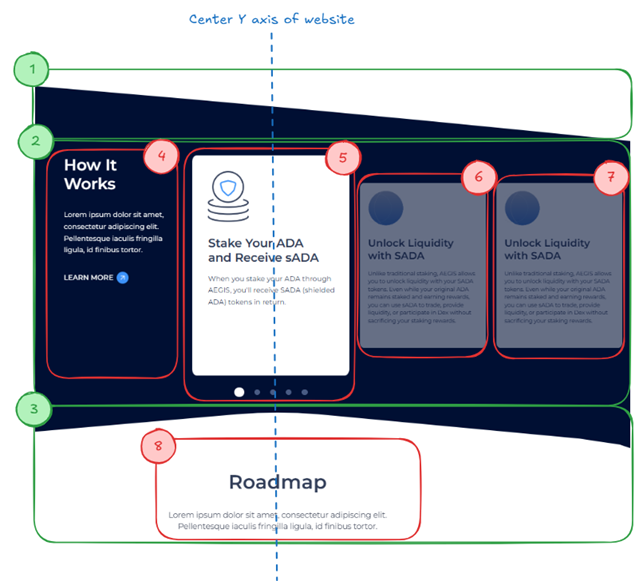 Center Y axis of website
1
2
4
5
6
7
How It
Works
Lorem ipsum dolor sit amet,
consectetur adipiscing elit.
Pellentesque iaculis fringilla
ligula, id finibus tortor.
LEARN MORE
Stake Your ADA
and Receive sADA
When you stake your ADA through
AEGIS, you'll receive SADA (shielded
ADA) tokens in return.
Unlock Liquidity
with SADA
Unlike traditional staking, AEGIS allows
you to unlock liquidity with your SADA
tokens. Even while your original ADA
remains staked and earning rewards,
you can use sADA to trade, provide
liquidity, or participate in Dex without
sacrificing your staking rewards.
Unlock Liquidity
with SADA
Unlike traditional staking, AEGIS allows
you to unlock liquidity with your SADA
tokens. Even while your original ADA
remains staked and earning rewards,
you can use sADA to trade, provide
liquidity, or participate in Dex without
sacrificing your staking rewards.
3
8
Roadmap
Lorem ipsum dolor sit amet, consectetur adipiscing elit.
Pellentesque iaculis fringilla ligula, id finibus tortor.